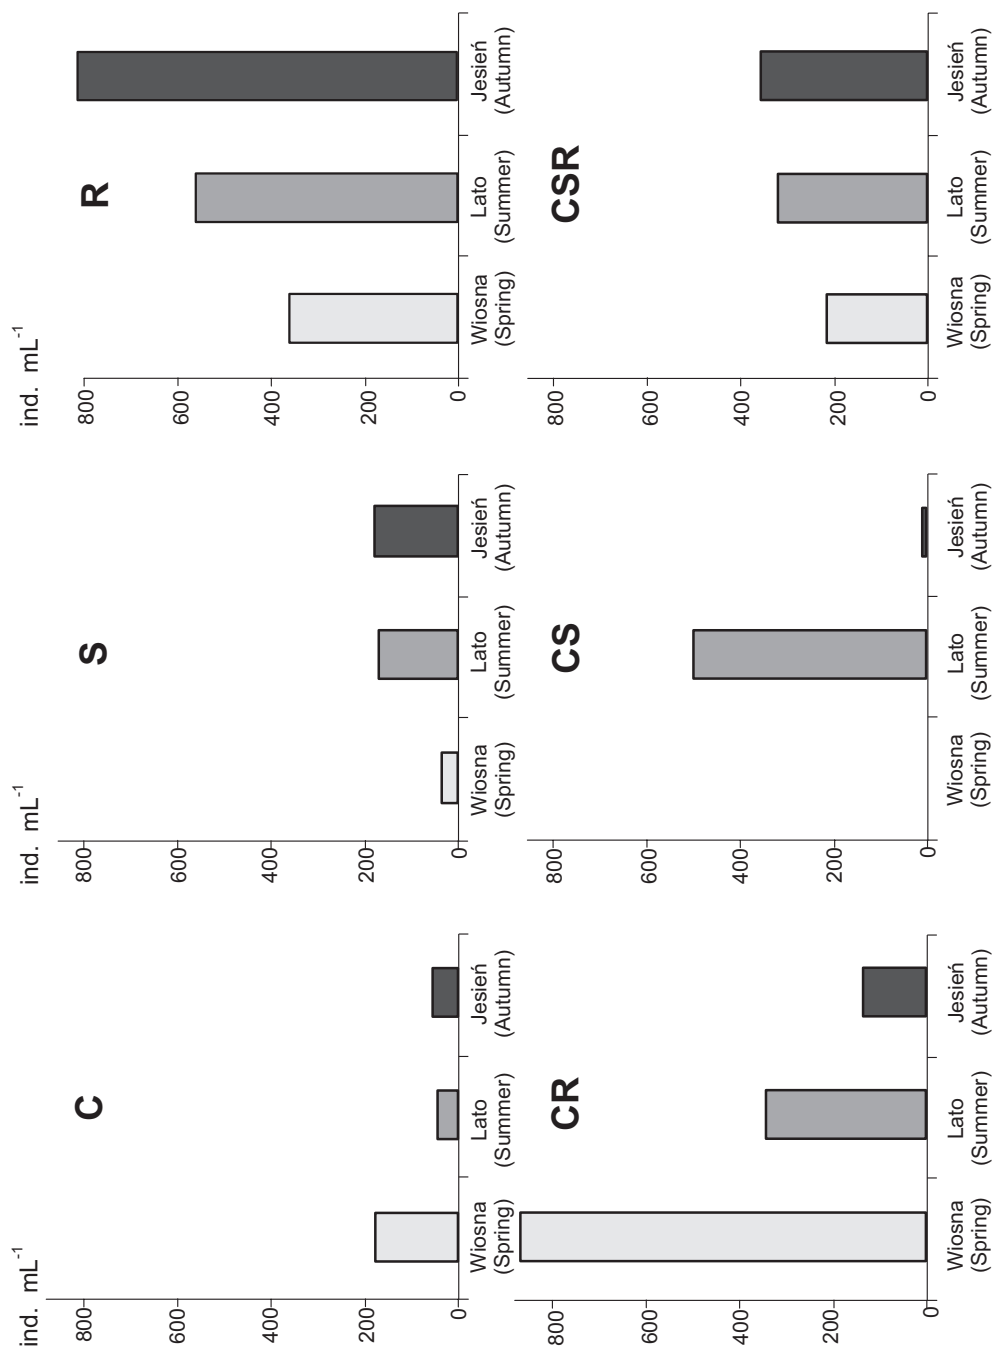 ind. mL-1
C
800
600
400
200
0
Wiosna
(Spring)
Lato
(Summer)
Jesień
(Autumn)
ind. mL-1
S
800
600
400
200
0
Wiosna
(Spring)
Lato
(Summer)
Jesień
(Autumn)
ind. mL-1
R
800
600
400
200
0
Wiosna
(Spring)
Lato
(Summer)
Jesień
(Autumn)
CR
800
600
400
200
0
Wiosna
(Spring)
Lato
(Summer)
Jesień
(Autumn)
CS
800
600
400
200
0
Wiosna
(Spring)
Lato
(Summer)
Jesień
(Autumn)
CSR
800
600
400
200
0
Wiosna
(Spring)
Lato
(Summer)
Jesień
(Autumn)